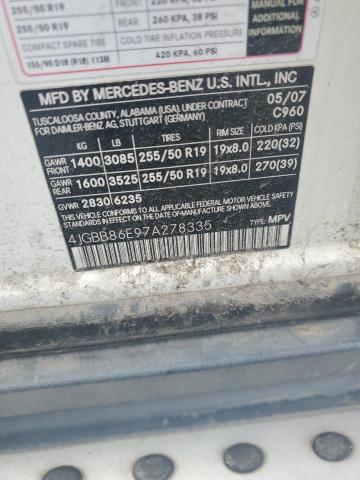 255/50 R19
255/50 R19 REAR 260 KPA, 38 PSI
COMPACT SPARE TIRE COLD TIRE INFLATION PRESSURE
155/90 D18 (R18) 113M 420 KPA, 60 PSI
MFD BY MERCEDES-BENZ U.S. INTL., INC
TUSCALOOSA COUNTY, ALABAMA (USA), UNDER CONTRACT 05/07
FOR DAIMLER-BENZ AG, STUTTGART (GERMANY) C960
KG LB TIRES RIM SIZE COLD KPA (PSI)
GAWR FRONT 1400 3085 255/50 R19 19x8.0 220(32)
GAWR REAR 1600 3525 255/50 R19 19x8.0 270(39)
GVWR 2830 6235
THIS VEHICLE CONFORMS TO ALL APPLICABLE FEDERAL MOTOR VEHICLE SAFETY
STANDARDS IN EFFECT ON THE DATE OF MANUFACTURE SHOWN ABOVE.
4JGBB86E97A278335 TYPE: MPV